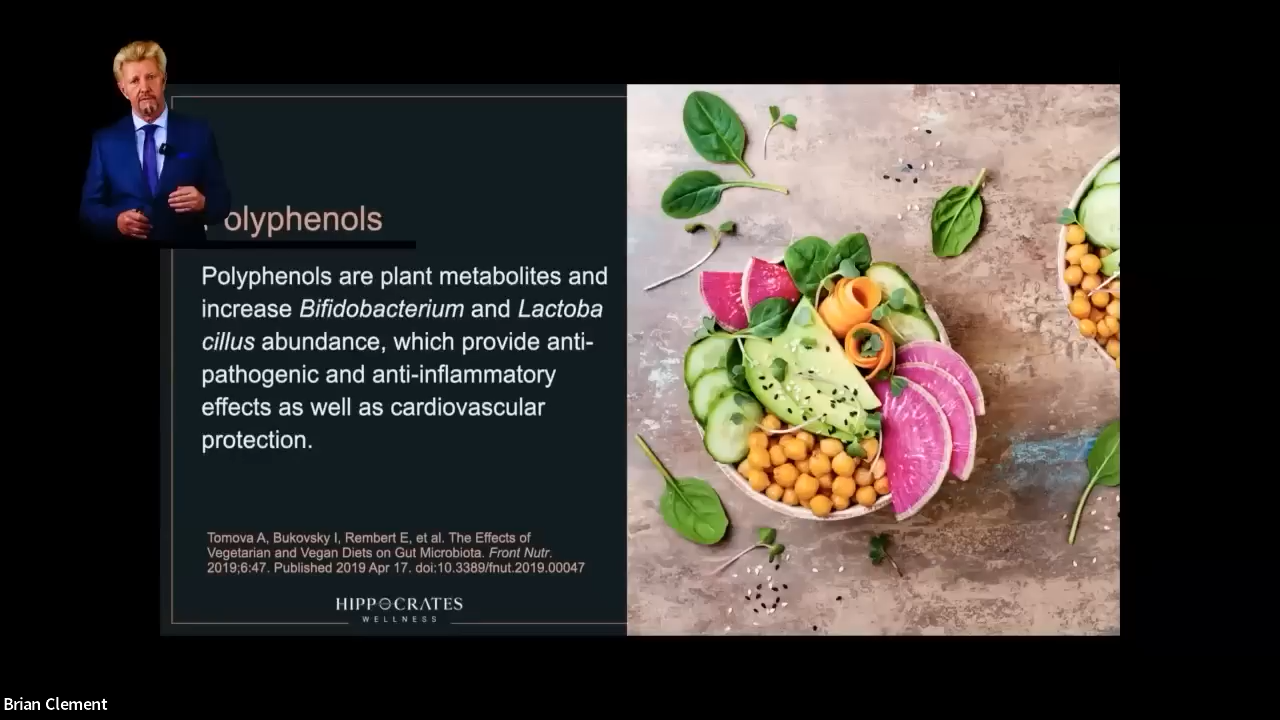 olyphenols
Polyphenols are plant metabolites and
increase Bifidobacterium and Lactoba
cillus abundance, which provide anti-
pathogenic and anti-inflammatory
effects as well as cardiovascular
protection.
Tomova A, Bukovsky I, Rembert E, et al. The Effects of
Vegetarian and Vegan Diets on Gut Microbiota. Front Nutr.
2019;6:47. Published 2019 Apr 17. doi:10.3389/fnut.2019.00047
HIPPOCRATES
WELLNESS
Brian Clement